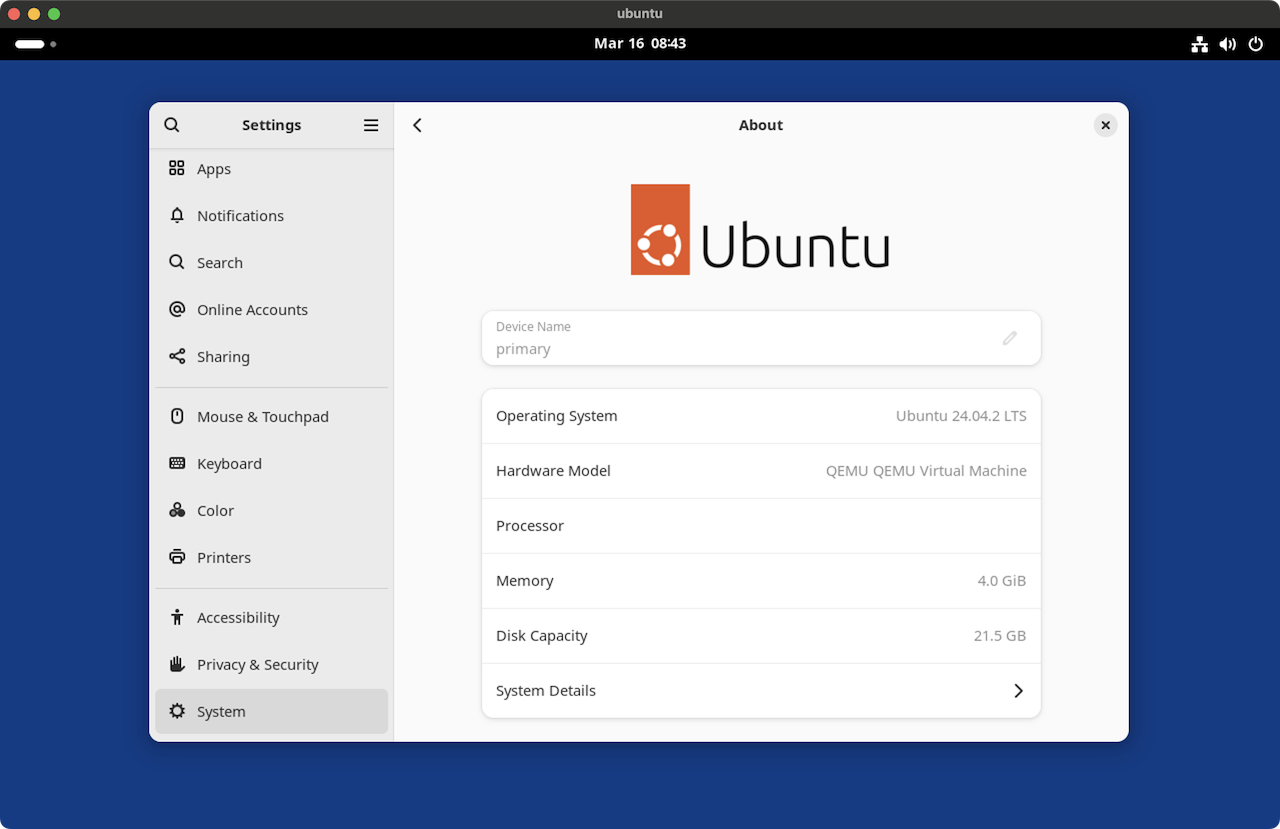 ubuntu
Mar 16 08:43
Settings
About
Apps
Notifications
Search
Online Accounts
Sharing
Mouse & Touchpad
Keyboard
Color
Printers
Accessibility
Privacy & Security
System
Ubuntu
Device Name
primary
Operating System Ubuntu 24.04.2 LTS
Hardware Model QEMU QEMU Virtual Machine
Processor
Memory 4.0 GiB
Disk Capacity 21.5 GB
System Details